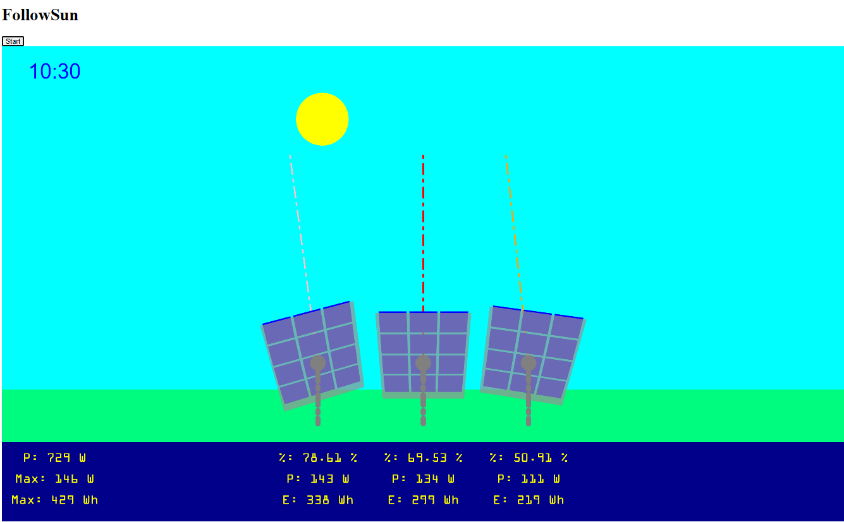 FollowSun
Start
10:30
P: 729 W %: 78.61 % %: 69.53 % %: 50.91 %
Max: 146 W P: 143 W P: 134 W P: 111 W
Max: 429 Wh E: 338 Wh E: 299 Wh E: 219 Wh